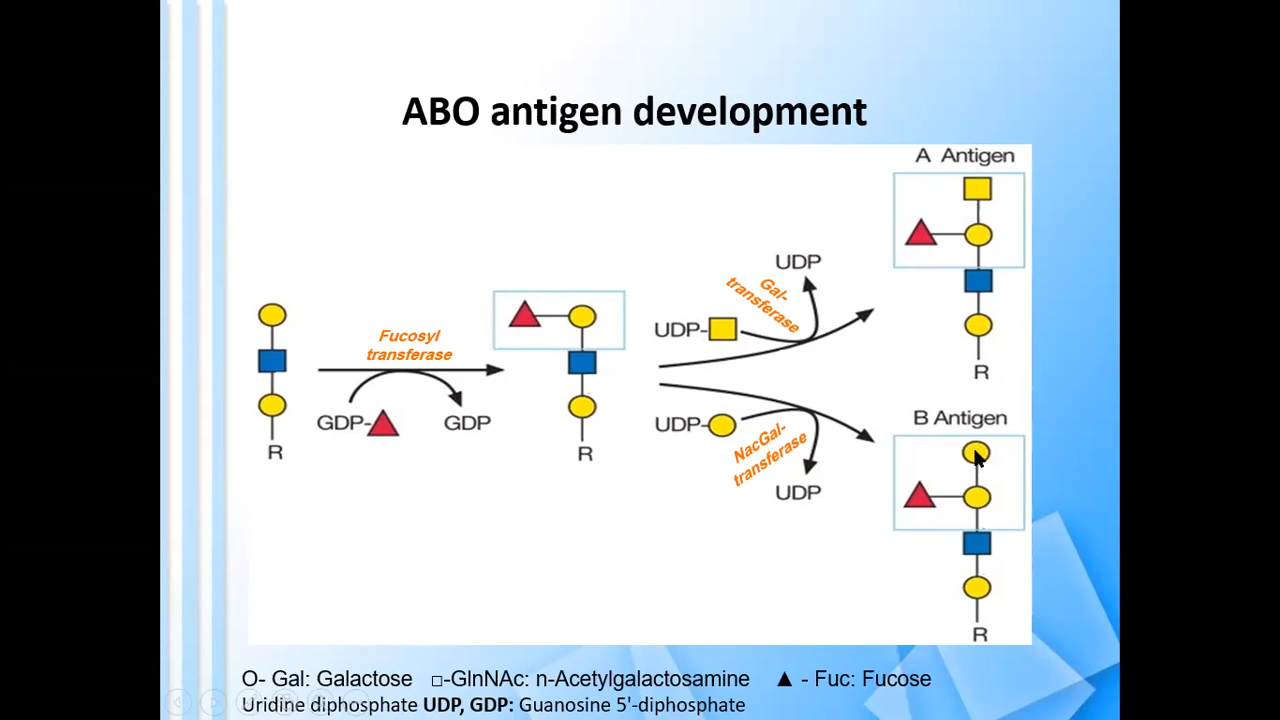 ABO antigen development
A Antigen
UDP
Gal-
transferase
UDP-
Fucosyl
transferase
GDP-
GDP
R
R
R
B Antigen
UDP-
NacGal-
transferase
UDP
R
O- Gal: Galactose □-GlnNAc: n-Acetylgalactosamine ▲ - Fuc: Fucose
Uridine diphosphate UDP, GDP: Guanosine 5'-diphosphate